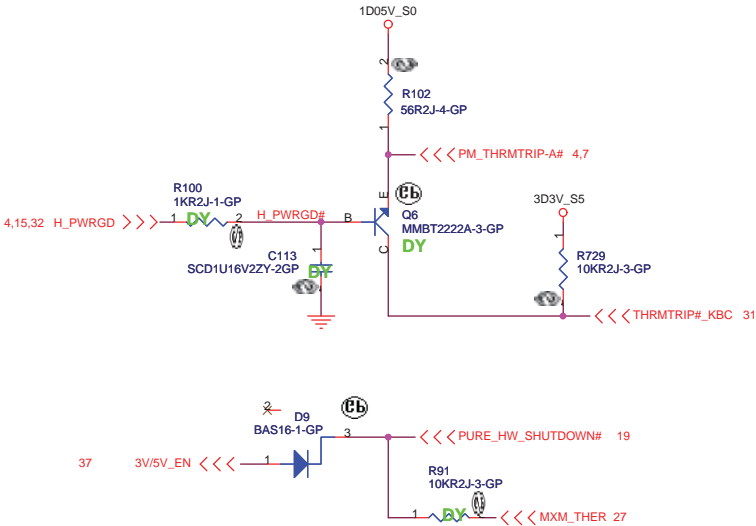 1D05V_S0
2
R102
56R2J-4-GP
1
PM_THRMTRIP-A# 4,7
R100
1KR2J-1-GP
4,15,32 H_PWRGD
1
DY
2
H_PWRGD#
B
E
Q6
MMBT2222A-3-GP
DY
C
3D3V_S5
1
R729
10KR2J-3-GP
2
THRMTRIP#_KBC 31
1
C113
SCD1U16V2ZY-2GP
DY
2
D9
BAS16-1-GP
3
PURE_HW_SHUTDOWN# 19
37 3V/5V_EN
1
R91
10KR2J-3-GP
1
DY
MXM_THER 27